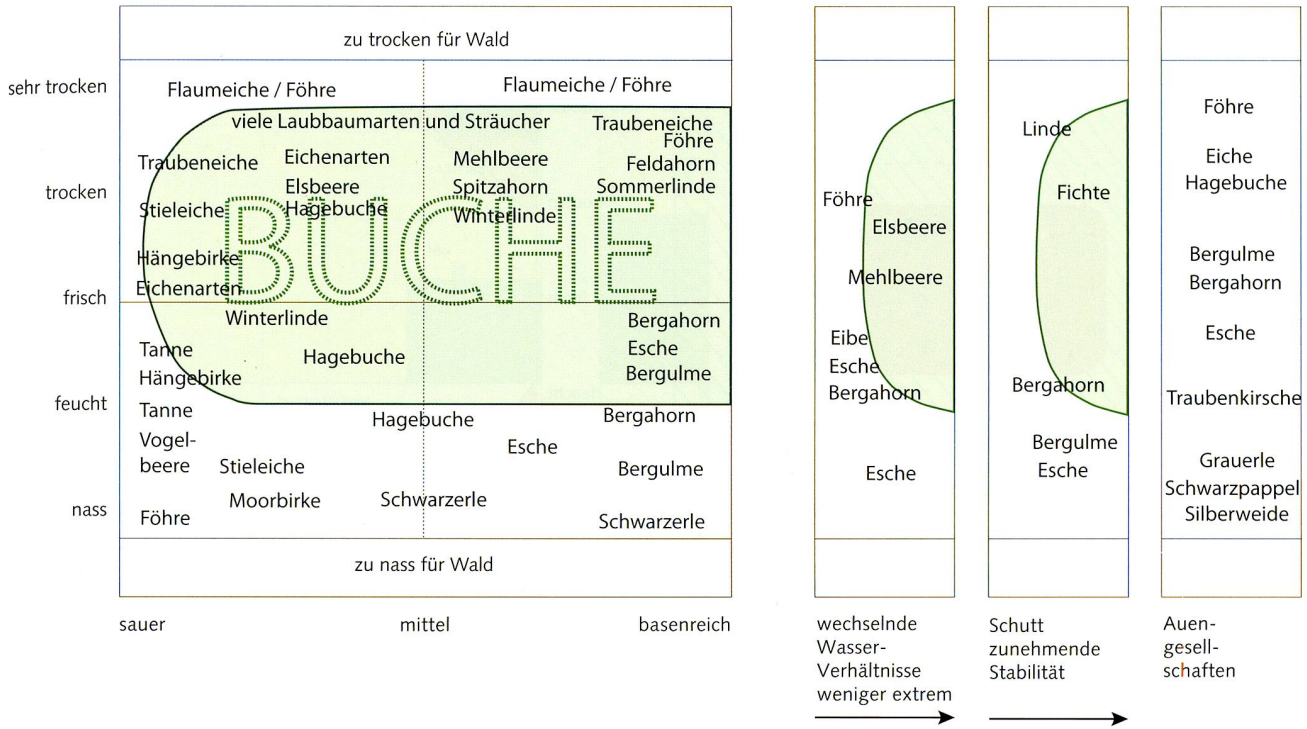 zu trocken für Wald
sehr trocken
Flaumeiche / Föhre
Flaumeiche / Föhre
viele Laubbaumarten und Sträucher
Traubeneiche
Föhre
Traubeneiche
Eichenarten
Mehlbeere
Feldahorn
trocken
Elsbeere
Spitzahorn
Sommerlinde
Stieleiche
Hagebuche
Winterlinde
BUCHE
Hängebirke
Eichenarten
frisch
Winterlinde
Bergahorn
Tanne
Hagebuche
Esche
Hängebirke
Bergulme
feucht
Tanne
Hagebuche
Bergahorn
Vogel-
beere
Stieleiche
Esche
Bergulme
Moorbirke
Schwarzerle
nass
Föhre
Schwarzerle
zu nass für Wald
sauer
mittel
basenreich
Föhre
Elsbeere
Mehlbeere
Eibe
Esche
Bergahorn
Esche
wechselnde
Wasser-
Verhältnisse
weniger extrem
Linde
Fichte
Bergahorn
Bergulme
Esche
Schutt
zunehmende
Stabilität
Föhre
Eiche
Hagebuche
Bergulme
Bergahorn
Esche
Traubenkirsche
Grauerle
Schwarzpappel
Silberweide
Auen-
gesell-
schaften